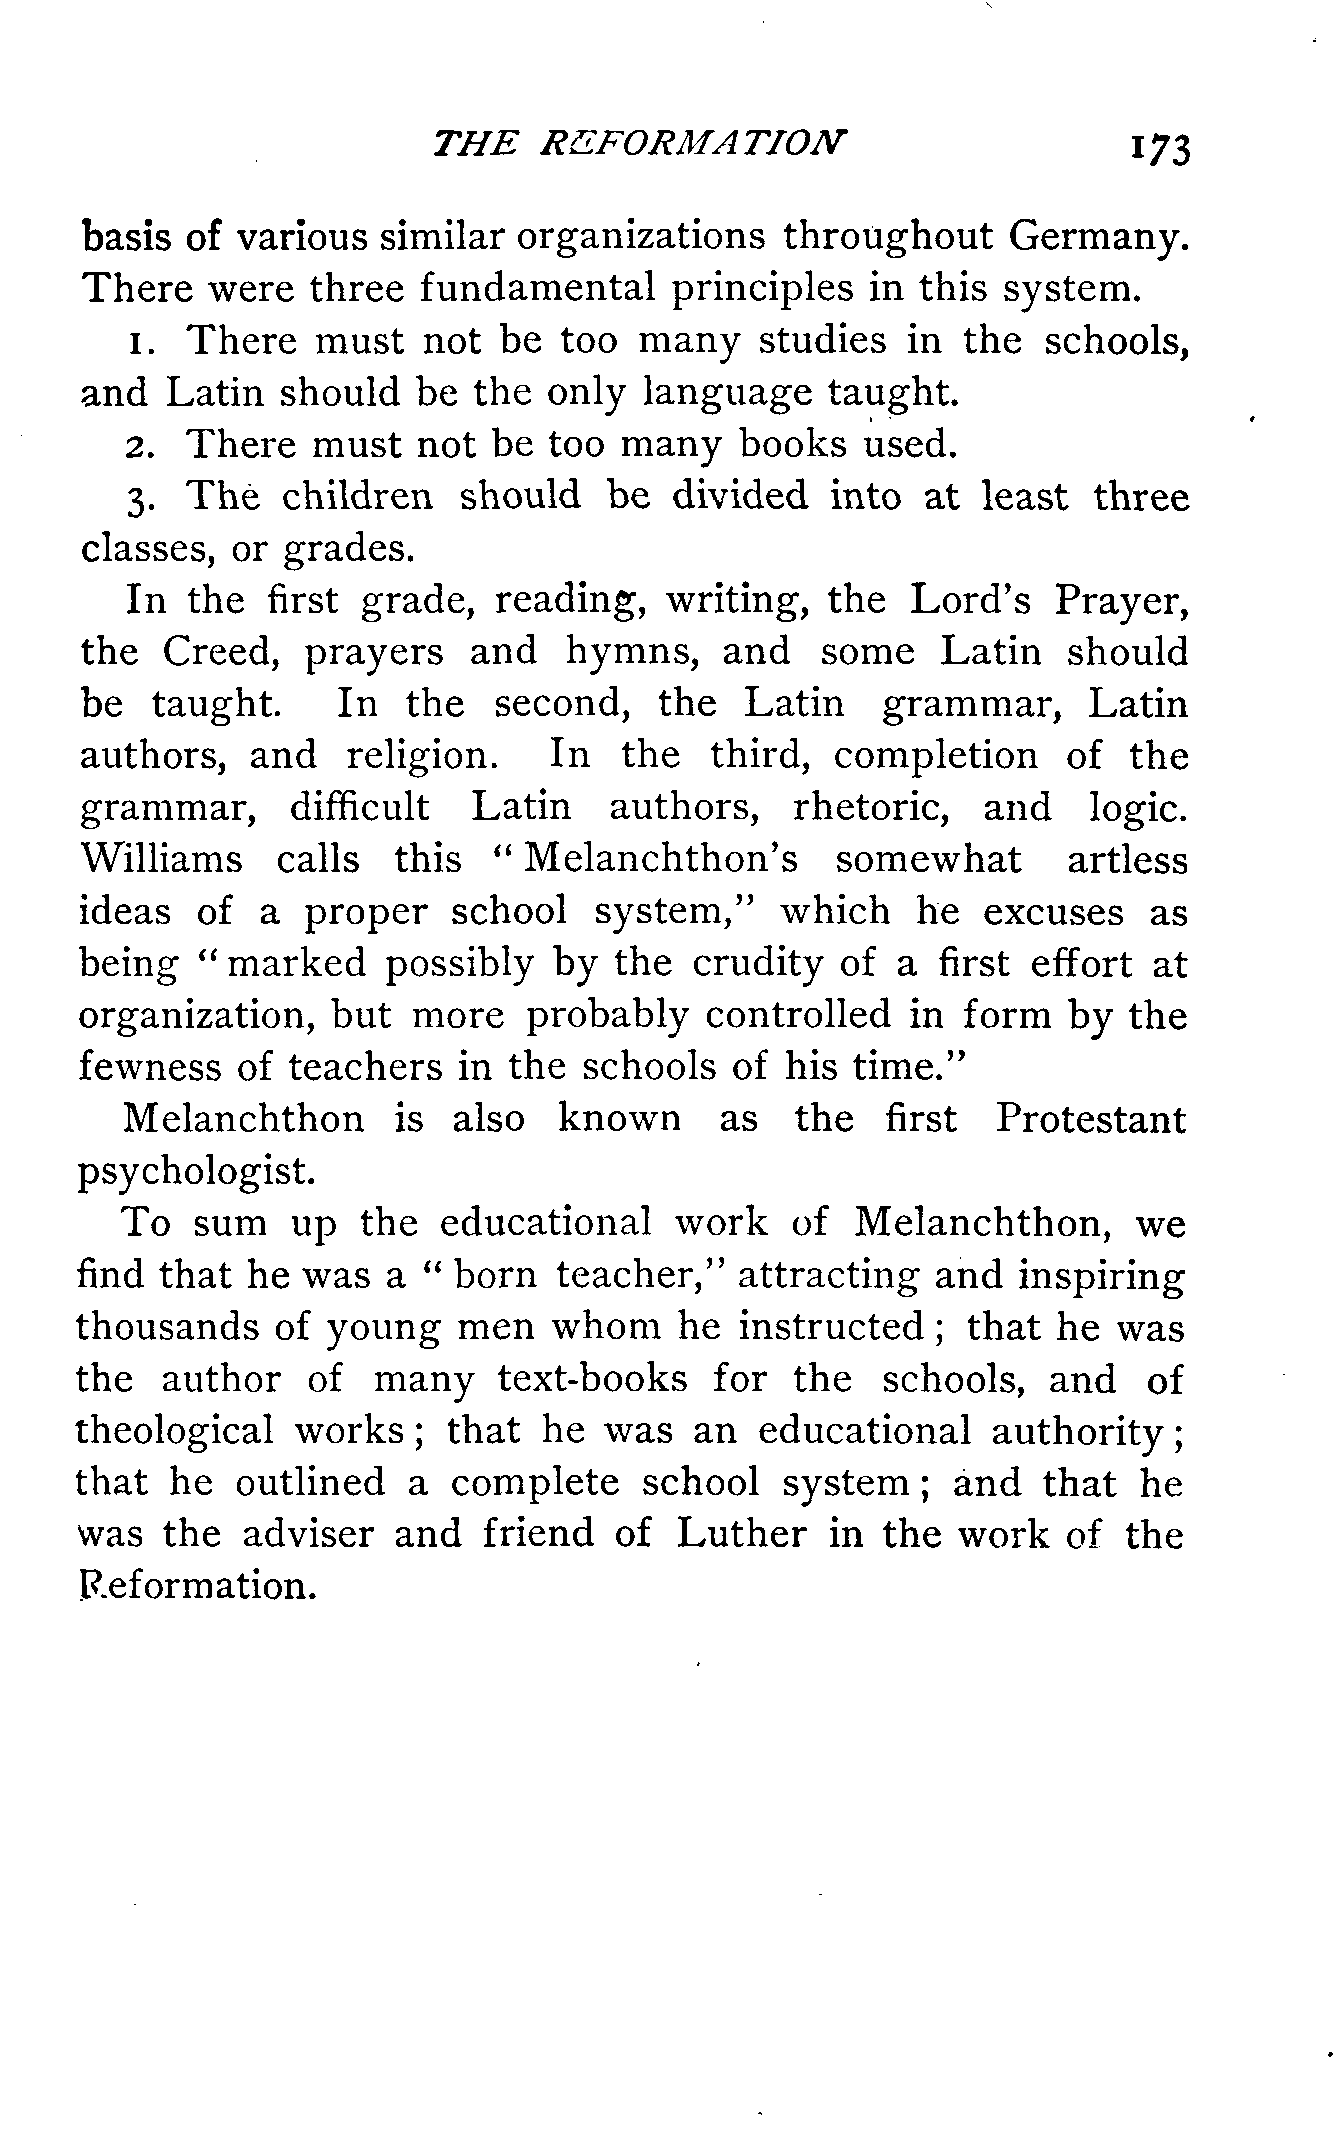 THE REFORMATION 173
basis of various similar organizations throughout Germany.
There were three fundamental principles in this system.
1. There must not be too many studies in the schools,
and Latin should be the only language taught.
2. There must not be too many books used.
3. The children should be divided into at least three
classes, or grades.
In the first grade, reading, writing, the Lord's Prayer,
the Creed, prayers and hymns, and some Latin should
be taught. In the second, the Latin grammar, Latin
authors, and religion. In the third, completion of the
grammar, difficult Latin authors, rhetoric, and logic.
Williams calls this “ Melanchthon's somewhat artless
ideas of a proper school system,” which he excuses as
being “ marked possibly by the crudity of a first effort at
organization, but more probably controlled in form by the
fewness of teachers in the schools of his time.”
Melanchthon is also known as the first Protestant
psychologist.
To sum up the educational work of Melanchthon, we
find that he was a “ born teacher,” attracting and inspiring
thousands of young men whom he instructed ; that he was
the author of many text-books for the schools, and of
theological works ; that he was an educational authority ;
that he outlined a complete school system ; and that he
was the adviser and friend of Luther in the work of the
Reformation.